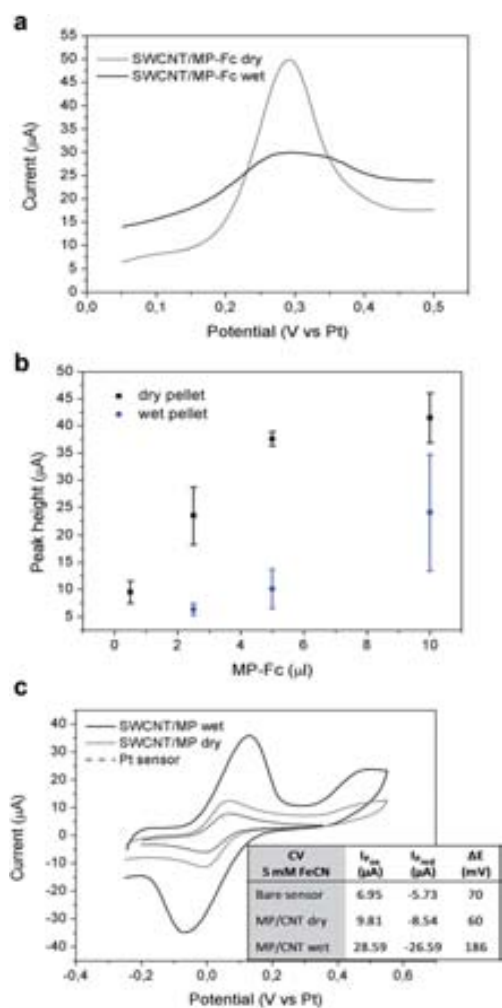 a
SWCNT/MP-Fc dry
SWCNT/MP-Fc wet
Current (μA)
55
50
45
40
35
30
25
20
15
10
5
0
0,0 0,1 0,2 0,3 0,4 0,5
Potential (V vs Pt)
b
dry pellet
wet pellet
Peak height (μA)
50
45
40
35
30
25
20
15
10
5
0 2 4 6 8 10
MP-Fc (μl)
c
SWCNT/MP wet
SWCNT/MP dry
Pt sensor
Current (μA)
40
30
20
10
0
-10
-20
-30
-40
CV 5 mM FeCN Ip ox (μA) Ip red (μA) ΔE (mV)
Bare sensor 6.95 -5.73 70
MP/CNT dry 9.81 -8.54 60
MP/CNT wet 28.59 -26.59 186
-0,4 -0,2 0,0 0,2 0,4 0,6
Potential (V vs Pt)